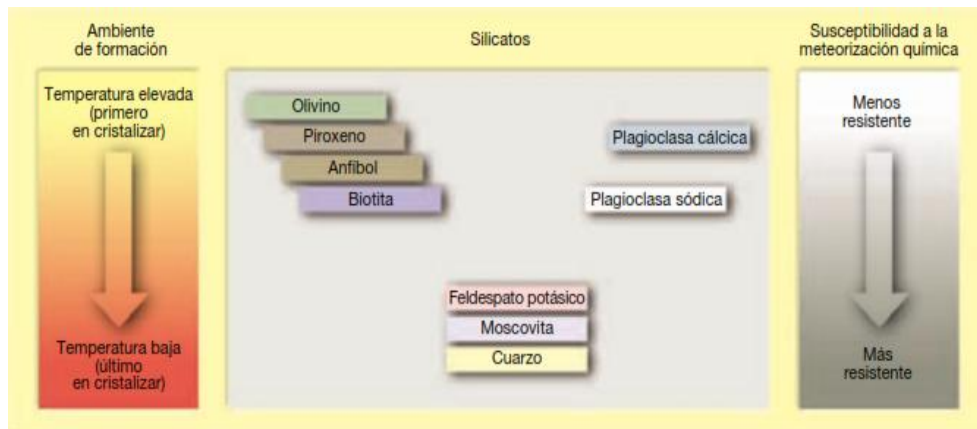 Ambiente
de formación
Silicatos
Susceptibilidad a la
meteorización química
Temperatura elevada
(primero
en cristalizar)
Olivino
Piroxeno
Anfíbol
Biotita
Plagioclasa cálcica
Plagioclasa sódica
Menos
resistente
Feldespato potásico
Moscovita
Cuarzo
Temperatura baja
(último
en cristalizar)
Más
resistente